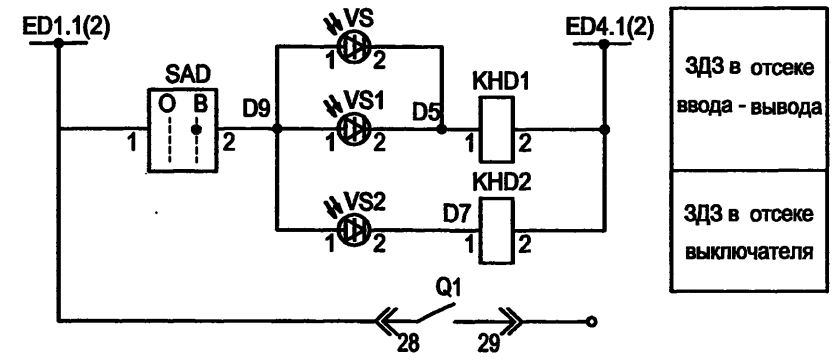 ED1.1(2)
VS
ED4.1(2)
1 2
SAD
O B
1 2
D9
VS1
1 2
D5
KHD1
1 2
VS2
1 2
D7
KHD2
1 2
Q1
28 29
ЗДЗ в отсеке
ввода - вывода
ЗДЗ в отсеке
выключателя